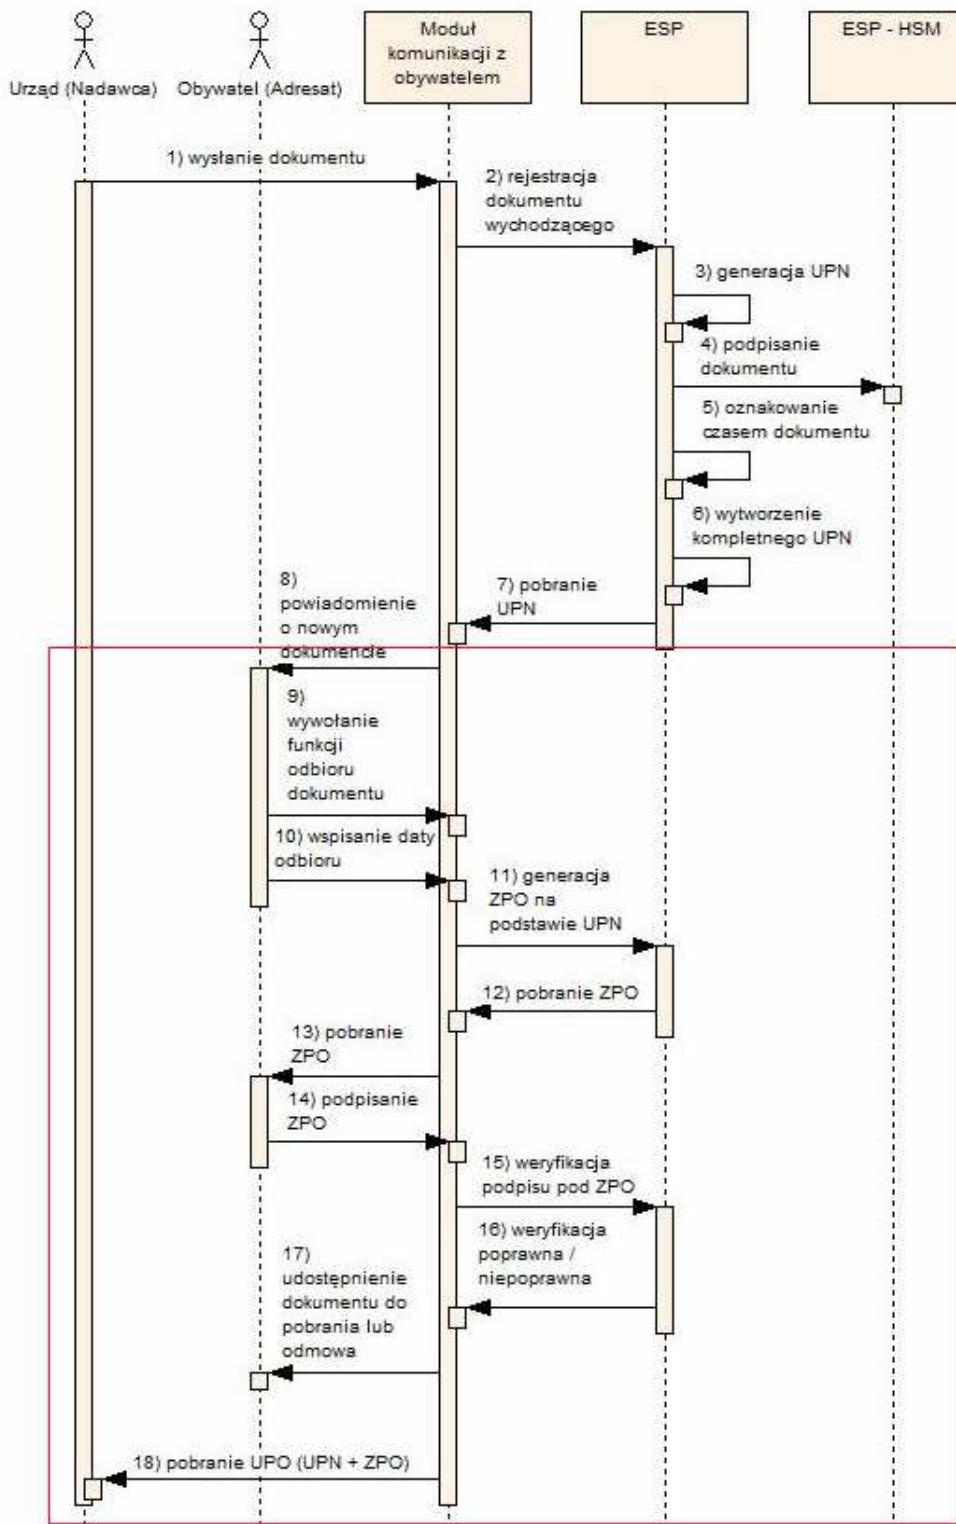 Urząd (Nadawca)
Obywatel (Adresat)
Moduł
komunikacji z
obywatelem
ESP
ESP - HSM
1) wysłanie dokumentu
2) rejestracja
dokumentu
wychodzącego
3) generacja UPN
4) podpisanie
dokumentu
5) oznakowanie
czasem dokumentu
6) wytworzenie
kompletnego UPN
7) pobranie
UPN
8)
powiadomienie
o nowym
dokumencie
9)
wywołanie
funkcji
odbioru
dokumentu
10) wspisanie daty
odbioru
11) generacja
ZPO na
podstawie UPN
12) pobranie ZPO
13) pobranie
ZPO
14) podpisanie
ZPO
15) weryfikacja
podpisu pod ZPO
16) weryfikacja
poprawna /
niepoprawna
17)
udostępnienie
dokumentu do
pobrania lub
odmowa
18) pobranie UPO (UPN + ZPO)